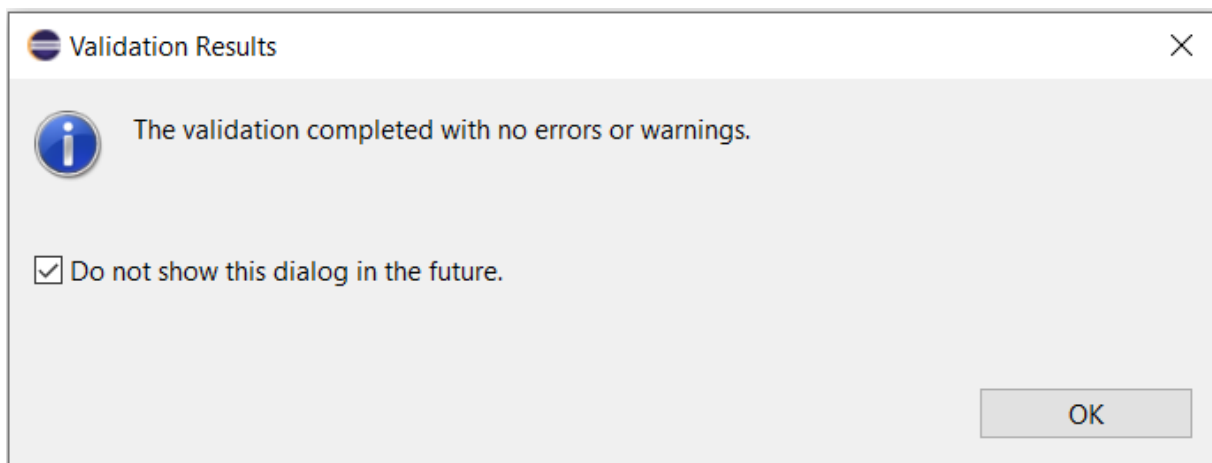 Validation Results
The validation completed with no errors or warnings.
Do not show this dialog in the future.
OK